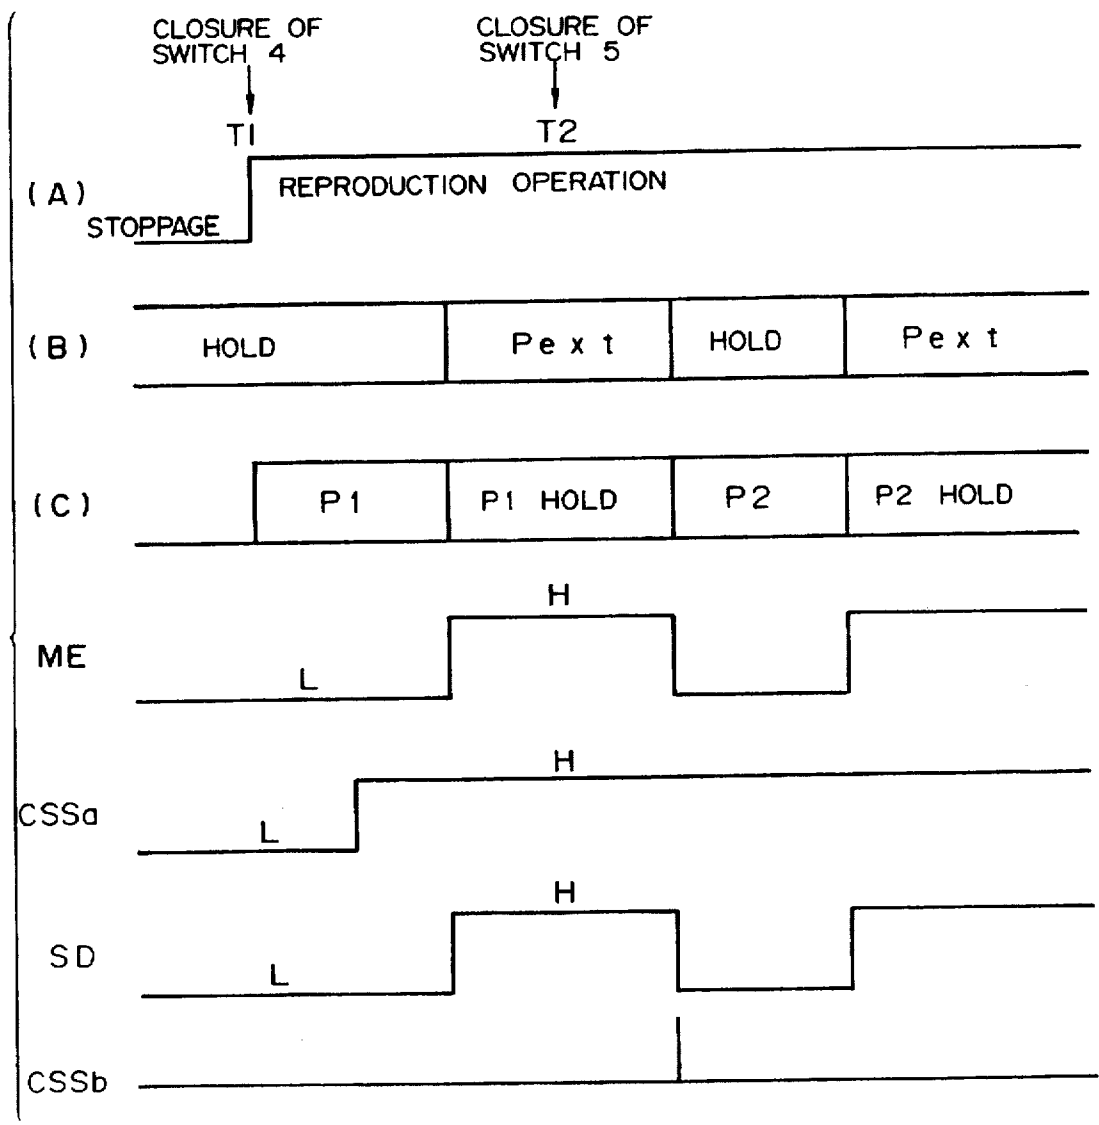 CLOSURE OF
SWITCH 4
CLOSURE OF
SWITCH 5
T1
T2
(A)
REPRODUCTION OPERATION
STOPPAGE
(B)
HOLD
Pext
HOLD
Pext
(C)
P1
P1 HOLD
P2
P2 HOLD
ME
L
H
CSSa
L
H
SD
L
H
CSSb